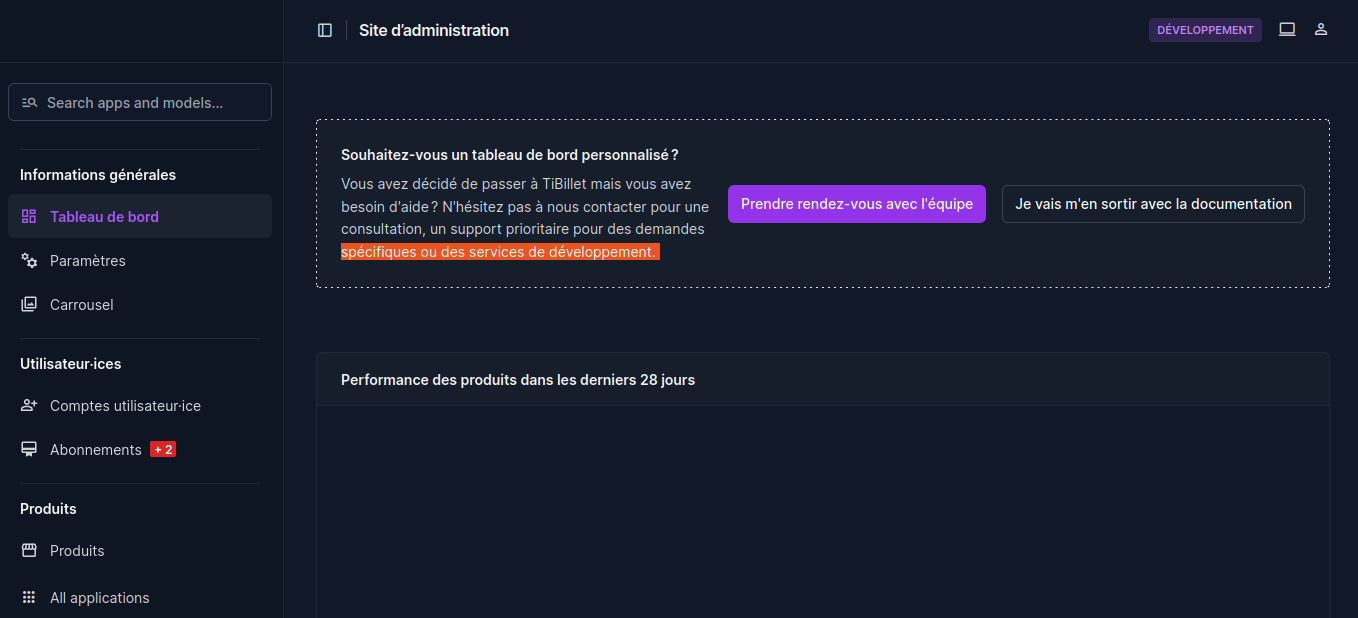 Site d’administration
DÉVELOPPEMENT
Search apps and models...
Informations générales
Tableau de bord
Paramètres
Carrousel
Utilisateur·ices
Comptes utilisateur·ice
Abonnements + 2
Produits
Produits
All applications
Souhaitez-vous un tableau de bord personnalisé ?
Vous avez décidé de passer à TiBillet mais vous avez
besoin d'aide ? N'hésitez pas à nous contacter pour une
consultation, un support prioritaire pour des demandes
spécifiques ou des services de développement.
Prendre rendez-vous avec l'équipe
Je vais m'en sortir avec la documentation
Performance des produits dans les derniers 28 jours